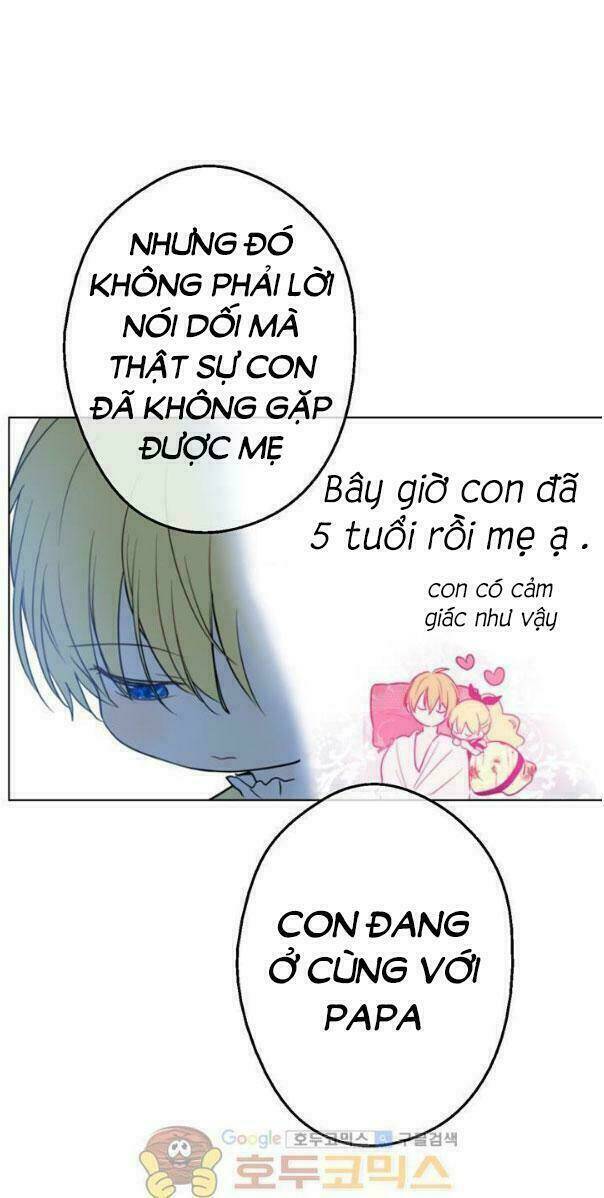 NHƯNG ĐÓ
KHÔNG PHẢI LỜI
NÓI DỐI MÀ
THẬT SỰ CON
ĐÃ KHÔNG GẶP
ĐƯỢC MẸ
Bây giờ con đã
5 tuổi rồi mẹ ạ .
con có cảm
giác như vậy
CON ĐANG
Ở CÙNG VỚI
PAPA
Google 호두코믹스 구글검색
호두코믹스